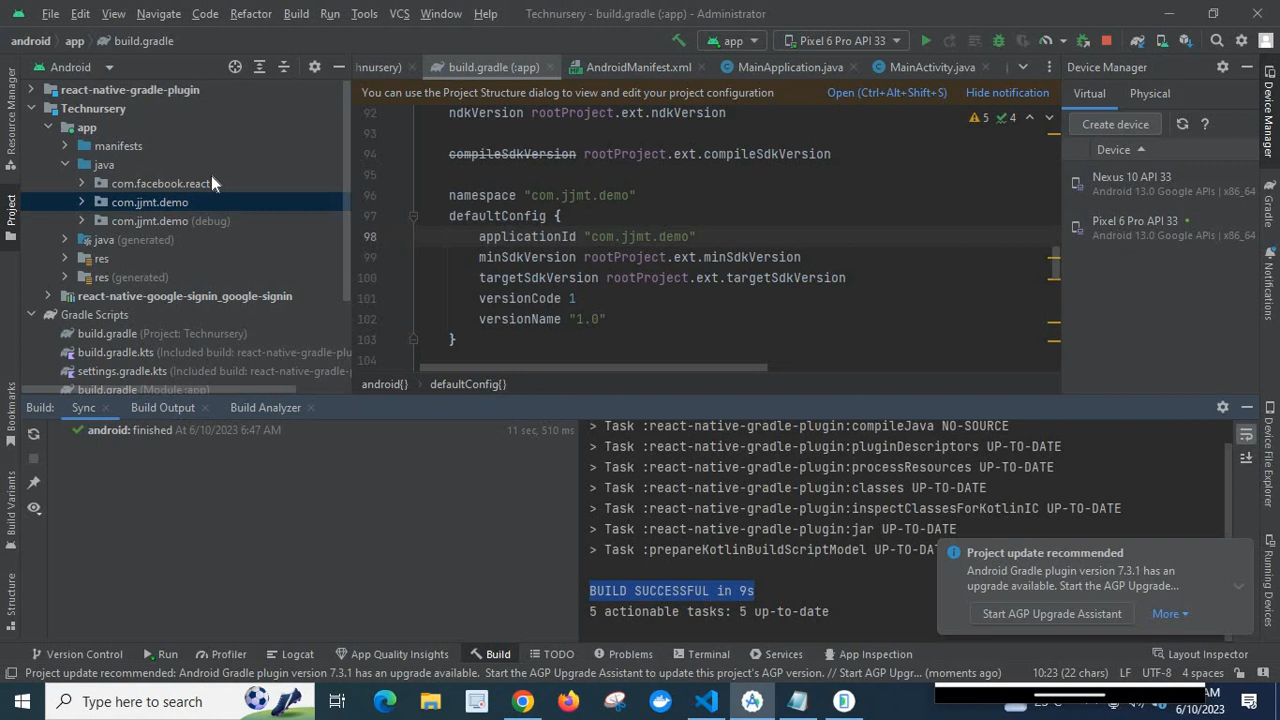 File Edit View Navigate Code Refactor Build Run Tools VCS Window Help Technursery - build.gradle (:app) - Administrator
android app build.gradle app Pixel 6 Pro API 33
Android hnursery) build.gradle (:app) AndroidManifest.xml MainApplication.java MainActivity.java Device Manager
You can use the Project Structure dialog to view and edit your project configuration Open (Ctrl+Alt+Shift+S) Hide notification
Virtual Physical
Create device ?
Device
Nexus 10 API 33
Android 13.0 Google APIs | x86_64
Pixel 6 Pro API 33
Android 13.0 Google APIs | x86_64
react-native-gradle-plugin
Technursery
app
manifests
java
com.facebook.react
com.jjmt.demo
com.jjmt.demo (debug)
java (generated)
res
res (generated)
react-native-google-signin_google-signin
Gradle Scripts
build.gradle (Project: Technursery)
build.gradle.kts (Included build: react-native-gradle-plu
settings.gradle.kts (Included build: react-native-gradle-
build.gradle (Module :app)
5 4
92 ndkVersion rootProject.ext.ndkVersion
93
94 compileSdkVersion rootProject.ext.compileSdkVersion
95
96 namespace "com.jjmt.demo"
97 defaultConfig {
98 applicationId "com.jjmt.demo"
99 minSdkVersion rootProject.ext.minSdkVersion
100 targetSdkVersion rootProject.ext.targetSdkVersion
101 versionCode 1
102 versionName "1.0"
103 }
104
android{} defaultConfig{}
Build: Sync Build Output Build Analyzer
android: finished At 6/10/2023 6:47 AM 11 sec, 510 ms
> Task :react-native-gradle-plugin:compileJava NO-SOURCE
> Task :react-native-gradle-plugin:pluginDescriptors UP-TO-DATE
> Task :react-native-gradle-plugin:processResources UP-TO-DATE
> Task :react-native-gradle-plugin:classes UP-TO-DATE
> Task :react-native-gradle-plugin:inspectClassesForKotlinIC UP-TO-DATE
> Task :react-native-gradle-plugin:jar UP-TO-DATE
> Task :prepareKotlinBuildScriptModel UP-TO-DA
BUILD SUCCESSFUL in 9s
5 actionable tasks: 5 up-to-date
Project update recommended
Android Gradle plugin version 7.3.1 has an
upgrade available. Start the AGP Upgrade...
Start AGP Upgrade Assistant More
Resource Manager
Project
Bookmarks
Build Variants
Structure
Device Manager
Gradle
Notifications
Device File Explorer
Running Devices
Version Control Run Profiler Logcat App Quality Insights Build TODO Problems Terminal Services App Inspection Layout Inspector
Project update recommended: Android Gradle plugin version 7.3.1 has an upgrade available. Start the AGP Upgrade Assistant to update this project's AGP version. // Start AGP Upgr... (moments ago) 10:23 (22 chars) LF UTF-8 4 spaces
Type here to search
6/10/2023